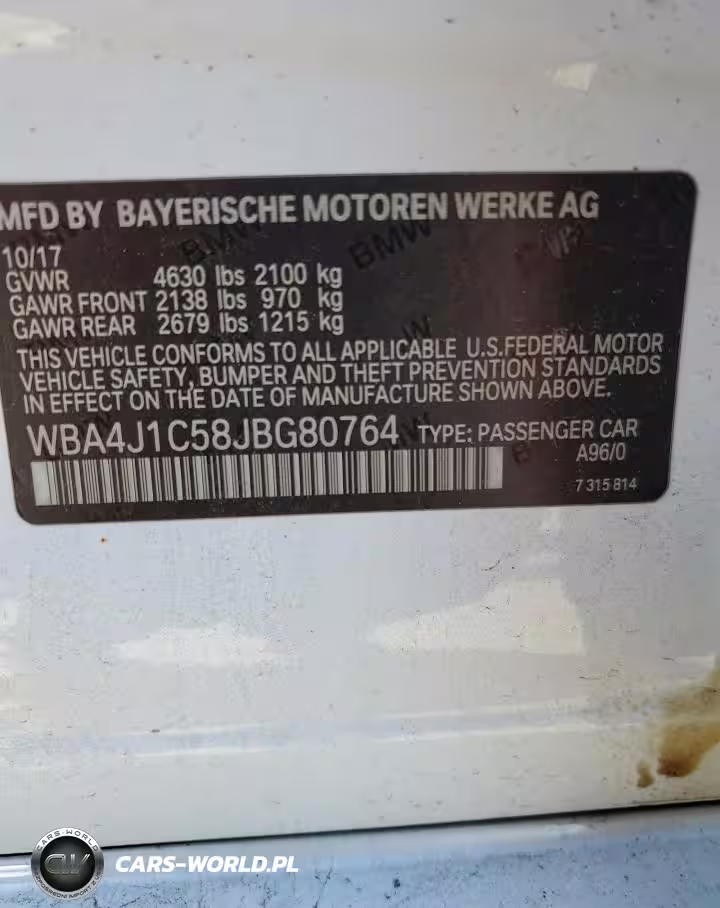 MFD BY BAYERISCHE MOTOREN WERKE AG
10/17
GVWR 4630 lbs 2100 kg
GAWR FRONT 2138 lbs 970 kg
GAWR REAR 2679 lbs 1215 kg
THIS VEHICLE CONFORMS TO ALL APPLICABLE U.S.FEDERAL MOTOR
VEHICLE SAFETY, BUMPER AND THEFT PREVENTION STANDARDS
IN EFFECT ON THE DATE OF MANUFACTURE SHOWN ABOVE.
WBA4J1C58JBG80764 TYPE: PASSENGER CAR
A96/0
7 315 814
CARS-WORLD
CARS-WORLD.PL